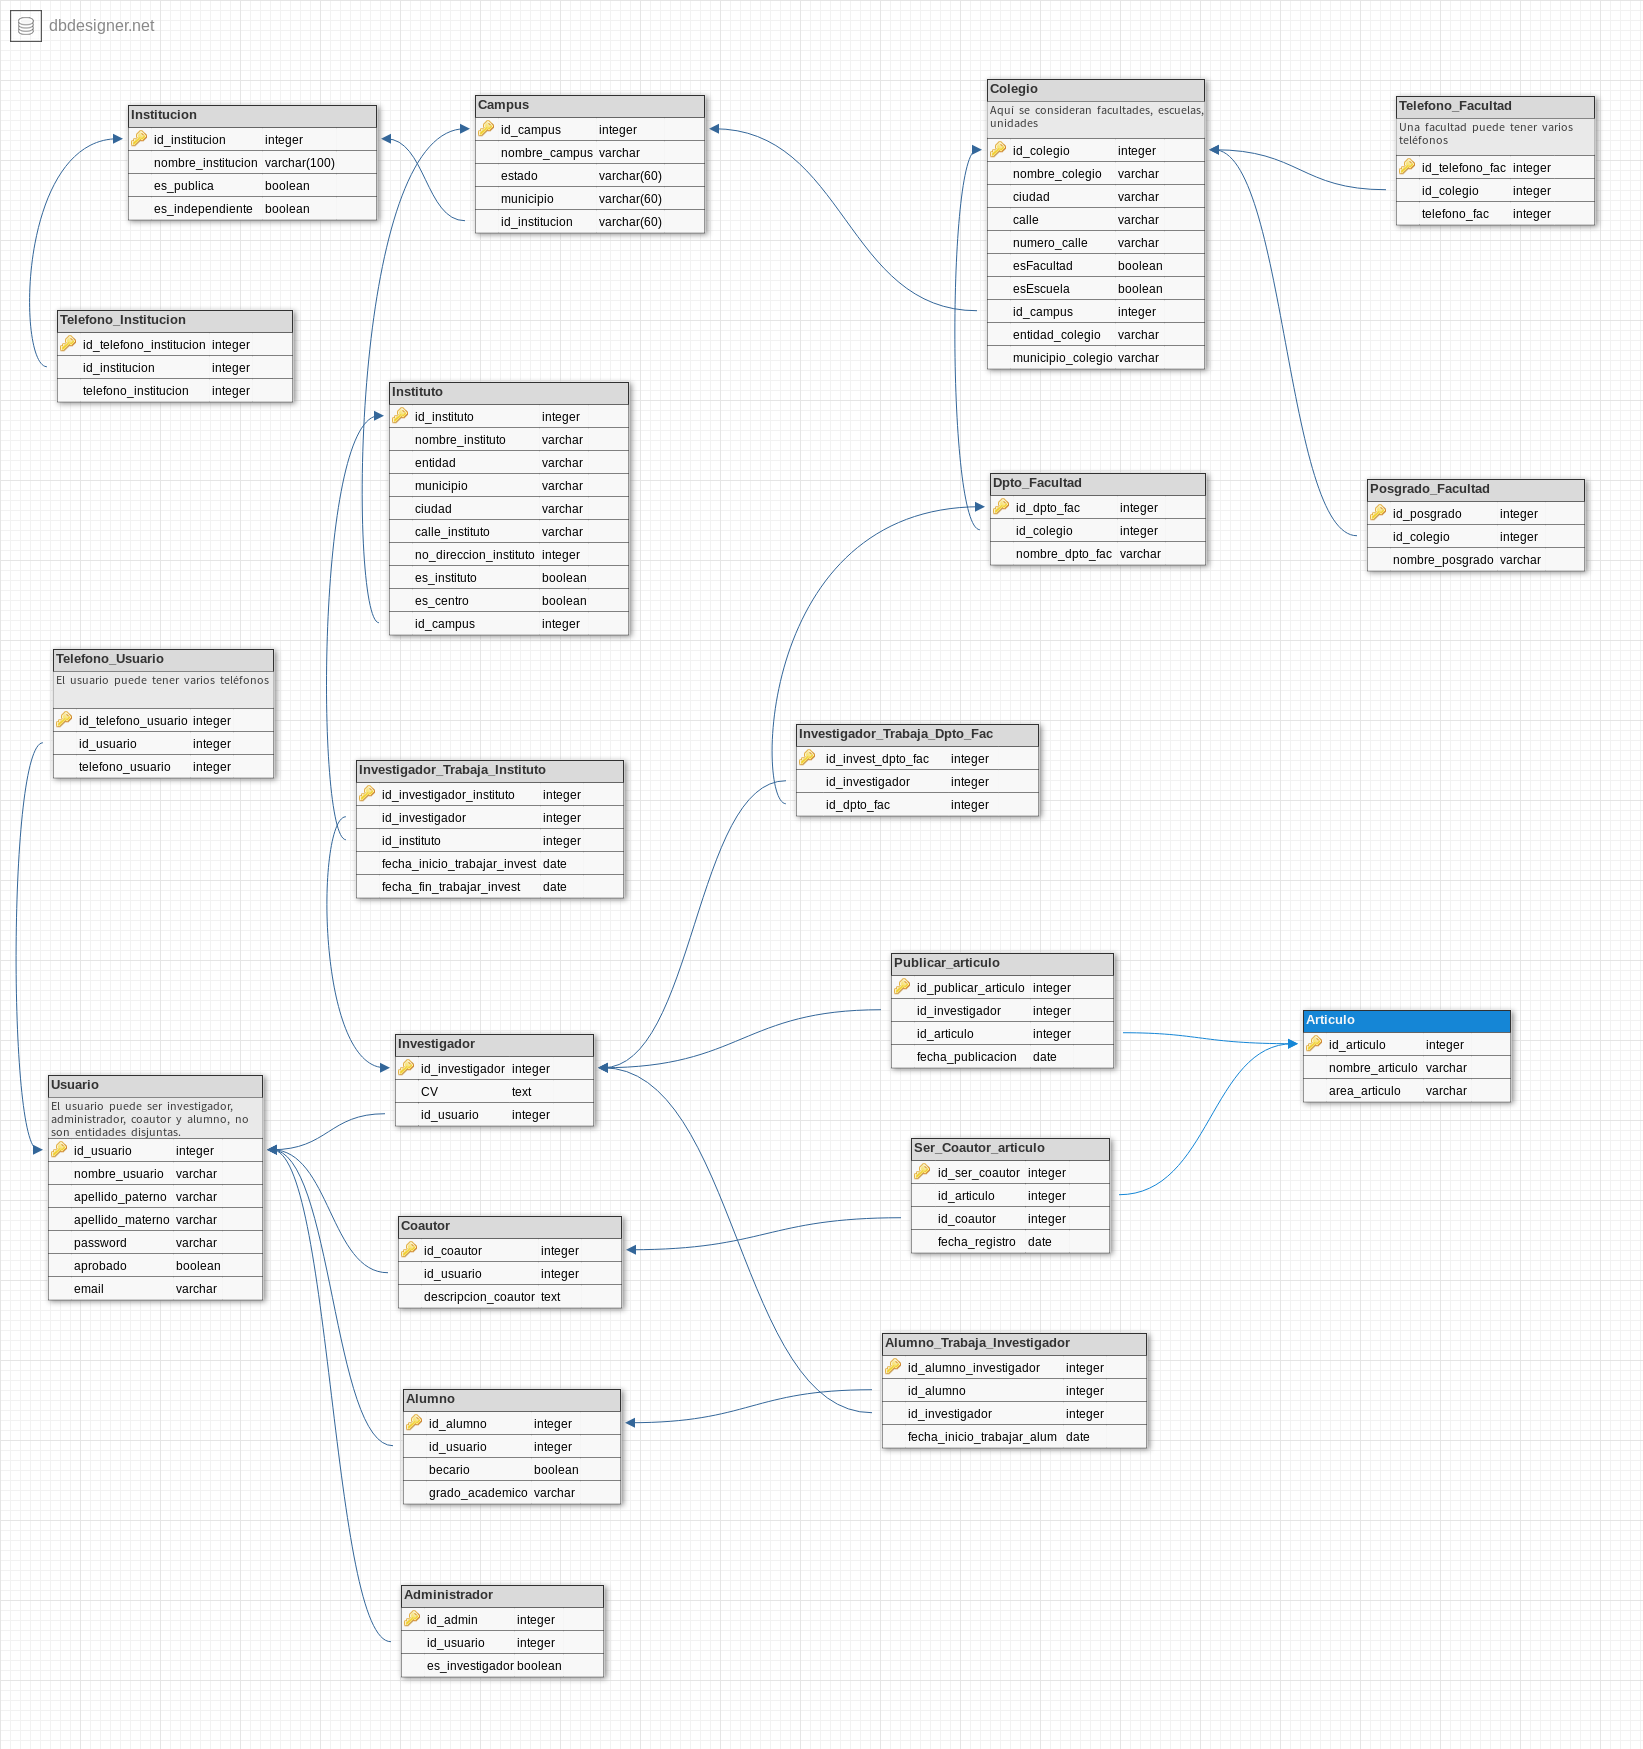 dbdesigner.net
Institucion
id_institucion integer
nombre_institucion varchar(100)
es_publica boolean
es_independiente boolean
Campus
id_campus integer
nombre_campus varchar
estado varchar(60)
municipio varchar(60)
id_institucion varchar(60)
Colegio
Aquí se consideran facultades, escuelas,
unidades
id_colegio integer
nombre_colegio varchar
ciudad varchar
calle varchar
numero_calle varchar
esFacultad boolean
esEscuela boolean
id_campus integer
entidad_colegio varchar
municipio_colegio varchar
Telefono_Facultad
Una facultad puede tener varios
teléfonos
id_telefono_fac integer
id_colegio integer
telefono_fac integer
Telefono_Institucion
id_telefono_institucion integer
id_institucion integer
telefono_institucion integer
Instituto
id_instituto integer
nombre_instituto varchar
entidad varchar
municipio varchar
ciudad varchar
calle_instituto varchar
no_direccion_instituto integer
es_instituto boolean
es_centro boolean
id_campus integer
Dpto_Facultad
id_dpto_fac integer
id_colegio integer
nombre_dpto_fac varchar
Posgrado_Facultad
id_posgrado integer
id_colegio integer
nombre_posgrado varchar
Telefono_Usuario
El usuario puede tener varios teléfonos
id_telefono_usuario integer
id_usuario integer
telefono_usuario integer
Investigador_Trabaja_Instituto
id_investigador_instituto integer
id_investigador integer
id_instituto integer
fecha_inicio_trabajar_invest date
fecha_fin_trabajar_invest date
Investigador_Trabaja_Dpto_Fac
id_invest_dpto_fac integer
id_investigador integer
id_dpto_fac integer
Publicar_articulo
id_publicar_articulo integer
id_investigador integer
id_articulo integer
fecha_publicacion date
Articulo
id_articulo integer
nombre_articulo varchar
area_articulo varchar
Investigador
id_investigador integer
CV text
id_usuario integer
Usuario
El usuario puede ser investigador,
administrador, coautor y alumno, no
son entidades disjuntas.
id_usuario integer
nombre_usuario varchar
apellido_paterno varchar
apellido_materno varchar
password varchar
aprobado boolean
email varchar
Ser_Coautor_articulo
id_ser_coautor integer
id_articulo integer
id_coautor integer
fecha_registro date
Coautor
id_coautor integer
id_usuario integer
descripcion_coautor text
Alumno_Trabaja_Investigador
id_alumno_investigador integer
id_alumno integer
id_investigador integer
fecha_inicio_trabajar_alum date
Alumno
id_alumno integer
id_usuario integer
becario boolean
grado_academico varchar
Administrador
id_admin integer
id_usuario integer
es_investigador boolean